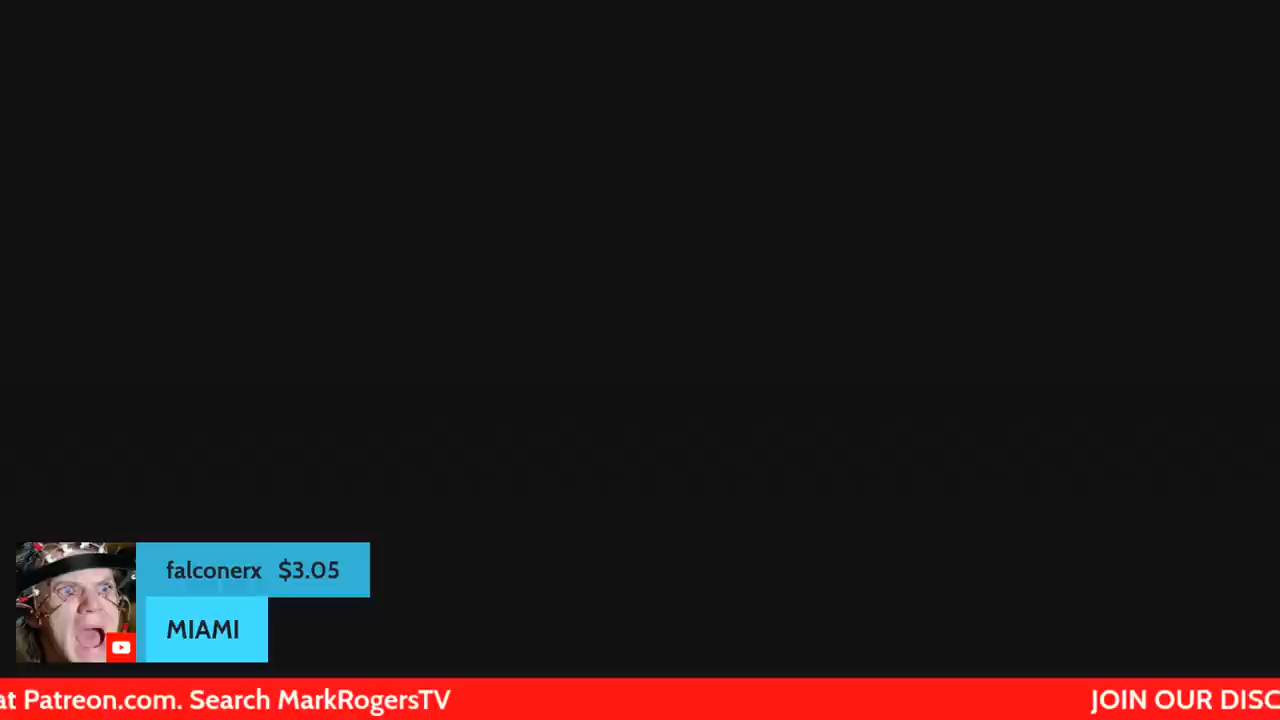 falconerx $3.05
MIAMI
at Patreon.com. Search MarkRogersTV
JOIN OUR DISC